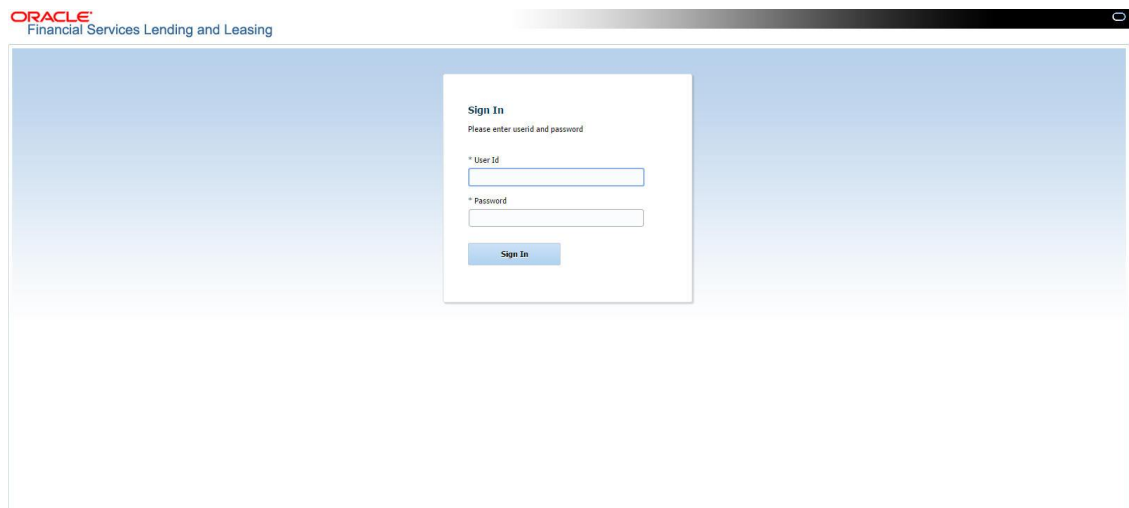 ORACLE®
Financial Services Lending and Leasing
Sign In
Please enter userid and password
* User Id
* Password
Sign In